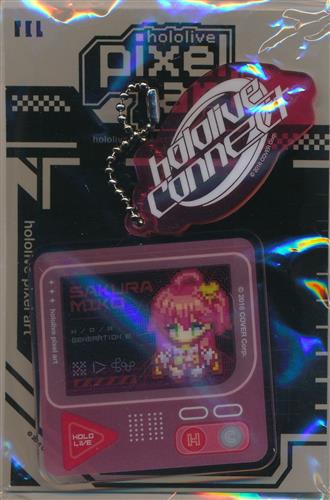 hololive
pixel
art
hololive
hololive
connect
© 2016 COVER Corp.
hololive pixel art
SAKURA
MIKO
GENERATION 0
hololive pixel art
© 2016 COVER Corp.
HOLO
LIVE
H